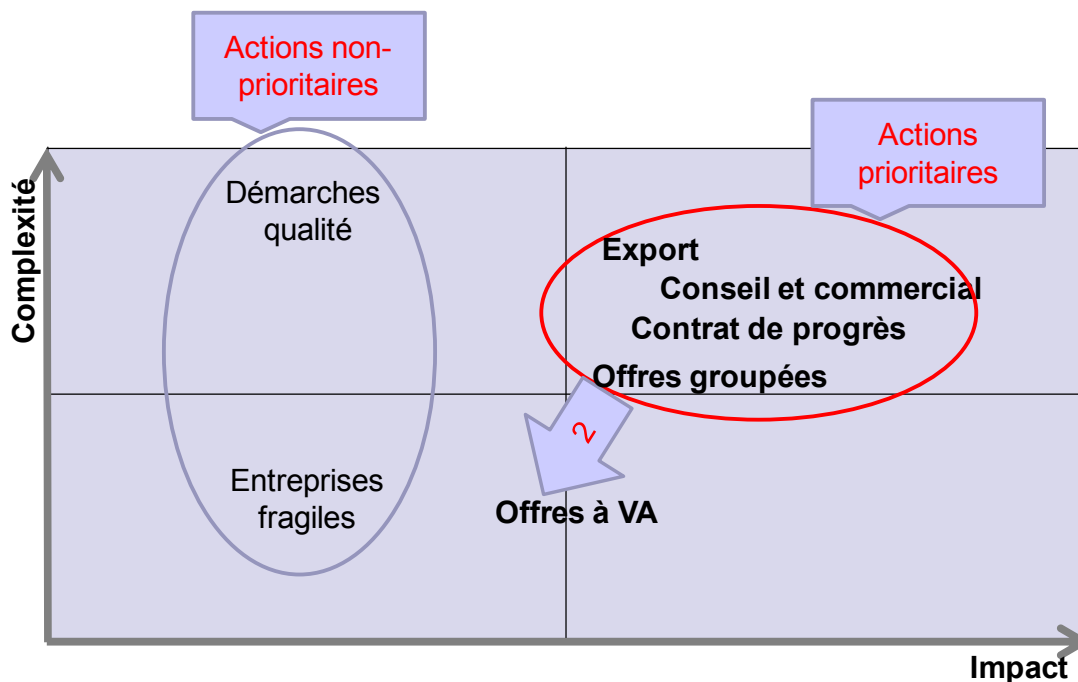 Actions non-
prioritaires
Actions
prioritaires
Complexité
Démarches
qualité
Export
Conseil et commercial
Contrat de progrès
Offres groupées
2
Entreprises
fragiles
Offres à VA
Impact